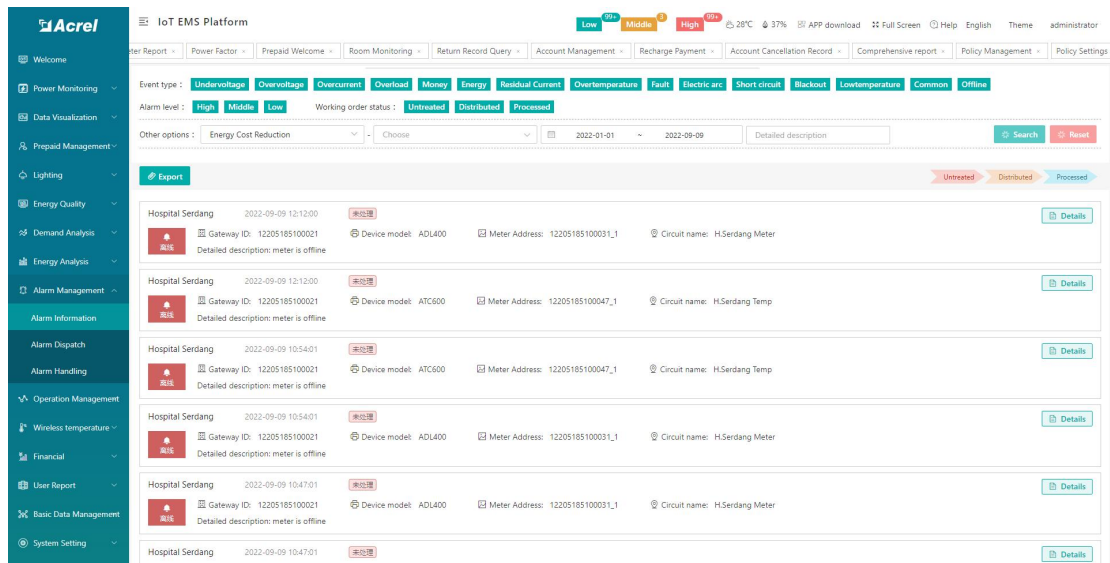 Acrel
IoT EMS Platform
Low 99+ Middle 3 High 99+ 28℃ 37% APP download Full Screen Help English Theme administrator
eter Report × Power Factor × Prepaid Welcome × Room Monitoring × Return Record Query × Account Management × Recharge Payment × Account Cancellation Record × Comprehensive report × Policy Management × Policy Settings
Welcome
Power Monitoring
Data Visualization
Prepaid Management
Lighting
Energy Quality
Demand Analysis
Energy Analysis
Alarm Management
Alarm Information
Alarm Dispatch
Alarm Handling
Operation Management
Wireless temperature
Financial
User Report
Basic Data Management
System Setting
Event type : Undervoltage Overvoltage Overcurrent Overload Money Energy Residual Current Overtemperature Fault Electric arc Short circuit Blackout Lowtemperature Common Offline
Alarm level : High Middle Low Working order status : Untreated Distributed Processed
Other options : Energy Cost Reduction - Choose 2022-01-01 ~ 2022-09-09 Detailed description Search Reset
Export Untreated Distributed Processed
Hospital Serdang 2022-09-09 12:12:00 未处理 Details
离线 Gateway ID: 12205185100021 Device model: ADL400 Meter Address: 12205185100031_1 Circuit name: H.Serdang Meter
Detailed description: meter is offline
Hospital Serdang 2022-09-09 12:12:00 未处理 Details
离线 Gateway ID: 12205185100021 Device model: ATC600 Meter Address: 12205185100047_1 Circuit name: H.Serdang Temp
Detailed description: meter is offline
Hospital Serdang 2022-09-09 10:54:01 未处理 Details
离线 Gateway ID: 12205185100021 Device model: ATC600 Meter Address: 12205185100047_1 Circuit name: H.Serdang Temp
Detailed description: meter is offline
Hospital Serdang 2022-09-09 10:54:01 未处理 Details
离线 Gateway ID: 12205185100021 Device model: ADL400 Meter Address: 12205185100031_1 Circuit name: H.Serdang Meter
Detailed description: meter is offline
Hospital Serdang 2022-09-09 10:47:01 未处理 Details
离线 Gateway ID: 12205185100021 Device model: ADL400 Meter Address: 12205185100031_1 Circuit name: H.Serdang Meter
Detailed description: meter is offline
Hospital Serdang 2022-09-09 10:47:01 未处理 Details